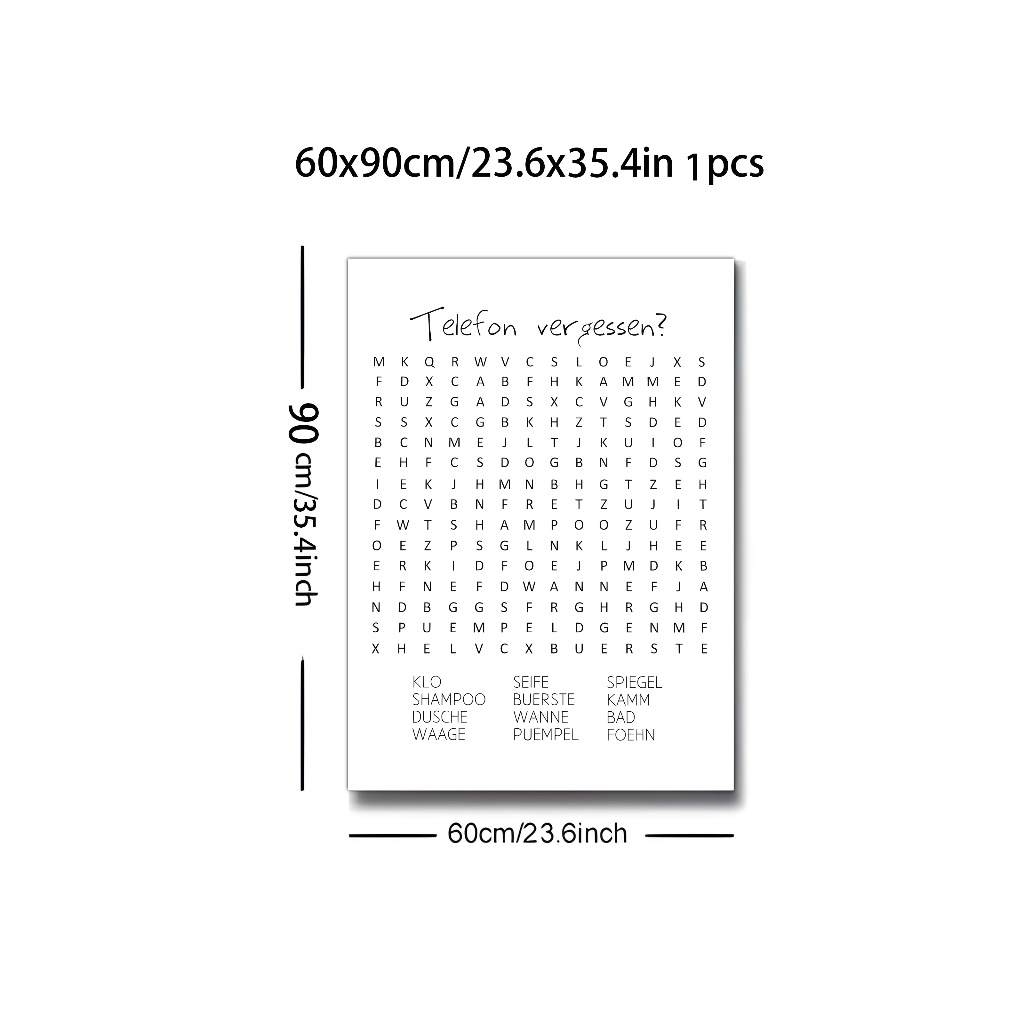 60x90cm/23.6x35.4in 1pcs
90 cm/35.4inch
Telefon vergessen?
M K Q R W V C S L O E J X S
F D X C A B F H K A M M E D
R U Z G A D S X C V G H K V
S S X C G B K H Z T S D E D
B C N M E J L T J K U I O F
E H F C S D O G B N F D S G
I E K J H M N B H G T Z E H
D C V B N F R E T Z U J I T
F W T S H A M P O O Z U F R
O E Z P S G L N K L J H E E
E R K I D F O E J P M D K B
H F N E F D W A N N E F J A
N D B G G S F R G H R G H D
S P U E M P E L D G E N M F
X H E L V C X B U E R S T E
KLO SEIFE SPIEGEL
SHAMPOO BUERSTE KAMM
DUSCHE WANNE BAD
WAAGE PUEMPEL FOEHN
60cm/23.6inch